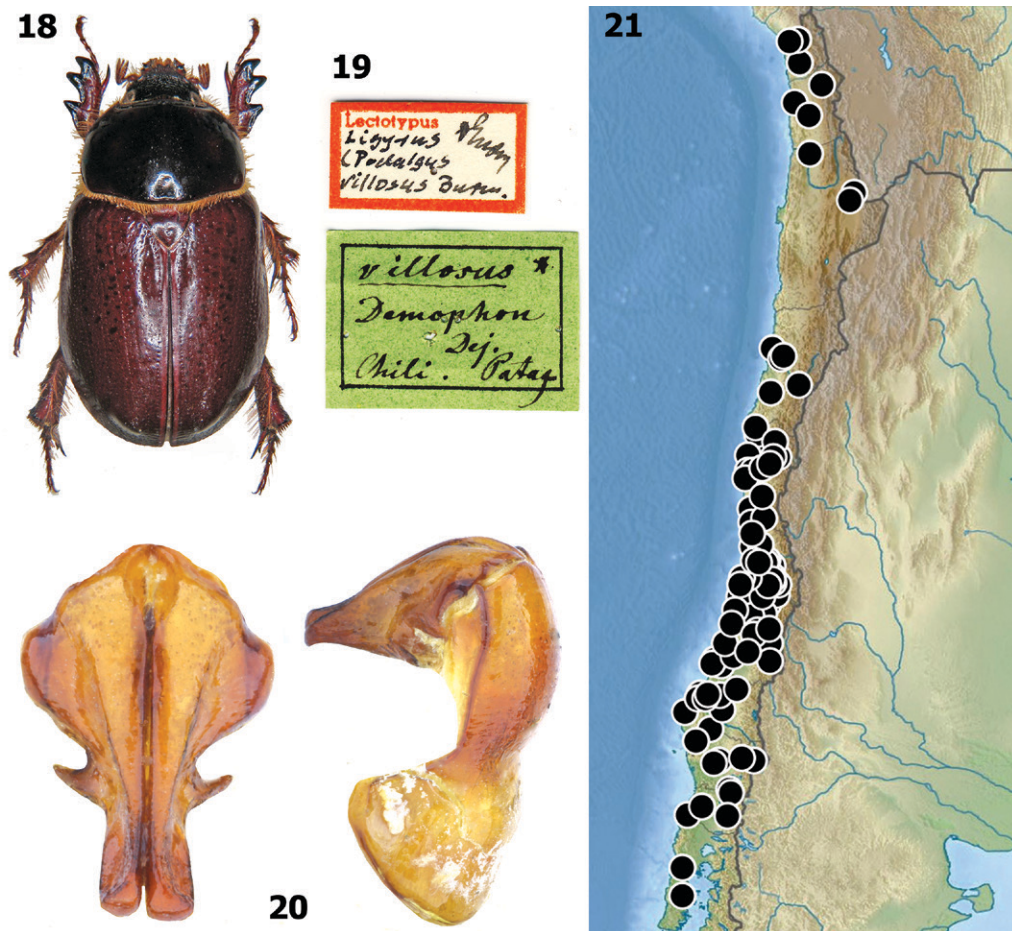 18
19
Lectotypus
Ligyrus
(Podalgus
villosus Burm.
villosus *
Demophon
Dej.
Chili. Patag
20
21